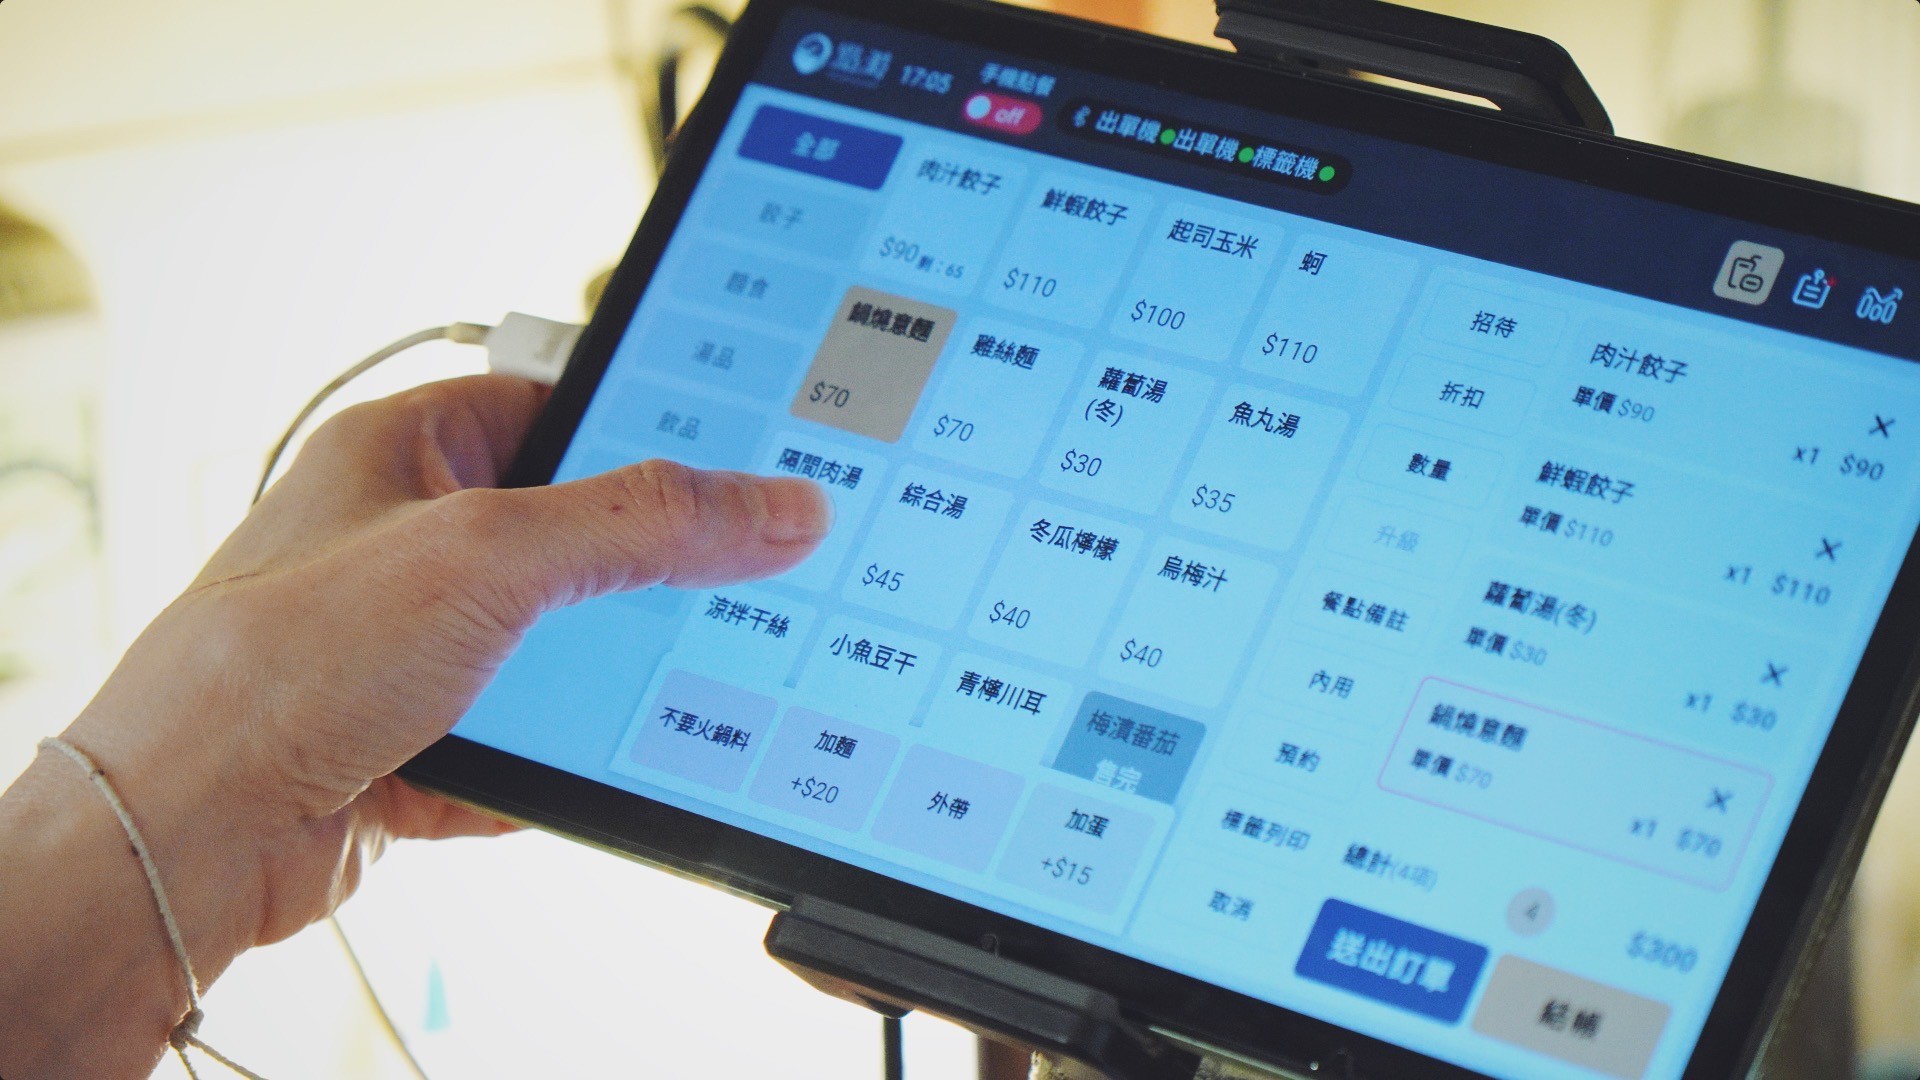 點湖
17:05
手機點餐
off
出單機 出單機 標籤機
全部
餃子
麵食
湯品
飲品
肉汁餃子
$90 剩:65
鮮蝦餃子
$110
起司玉米
$100
蚵
$110
鍋燒意麵
$70
雞絲麵
$70
蘿蔔湯
(冬)
$30
魚丸湯
$35
隔間肉湯
綜合湯
$45
冬瓜檸檬
$40
烏梅汁
$40
涼拌干絲
小魚豆干
青檸川耳
梅漬番茄
售完
不要火鍋料
加麵
+$20
外帶
加蛋
+$15
招待
折扣
數量
升級
餐點備註
內用
預約
標籤列印
取消
肉汁餃子
單價 $90
x1 $90
鮮蝦餃子
單價 $110
x1 $110
蘿蔔湯(冬)
單價 $30
x1 $30
鍋燒意麵
單價 $70
x1 $70
總計(4項)
4
$300
送出訂單
結帳